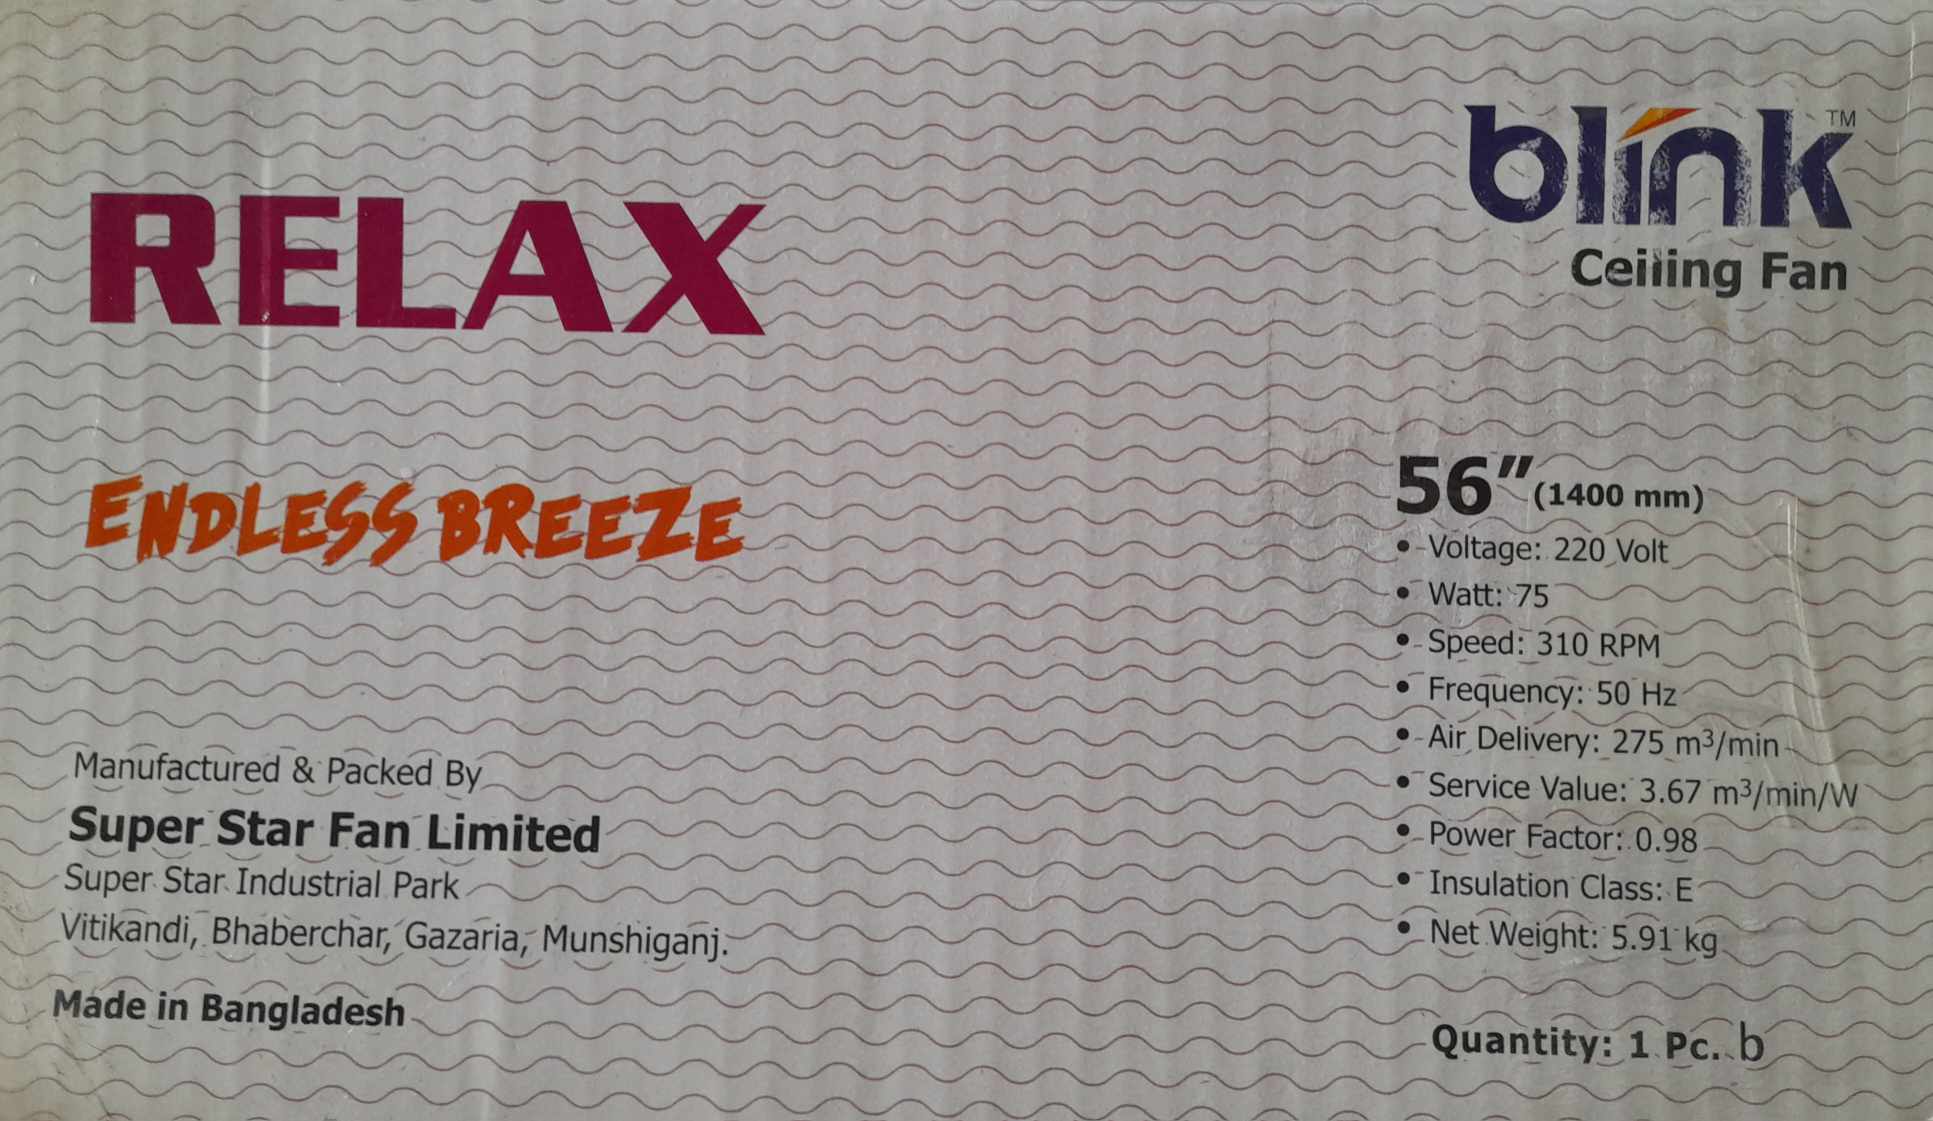 RELAX
ENDLESS BREEZE
Manufactured & Packed By
Super Star Fan Limited
Super Star Industrial Park
Vitikandi, Bhaberchar, Gazaria, Munshiganj.
Made in Bangladesh
blink™
Ceiling Fan
56” (1400 mm)
• Voltage: 220 Volt
• Watt: 75
• Speed: 310 RPM
• Frequency: 50 Hz
• Air Delivery: 275 m³/min
• Service Value: 3.67 m³/min/W
• Power Factor: 0.98
• Insulation Class: E
• Net Weight: 5.91 kg
Quantity: 1 Pc. b